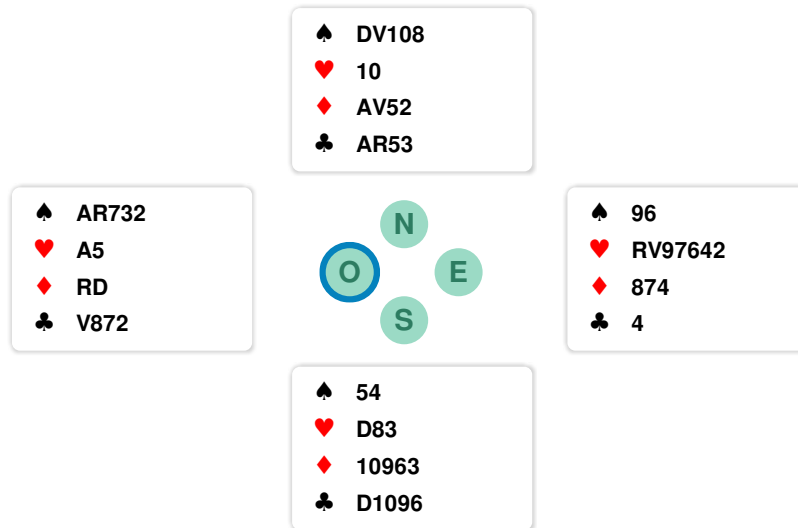 ♠ DV108
♥ 10
♦ AV52
♣ AR53
♠ AR732
♥ A5
♦ RD
♣ V872
N
O
E
S
♠ 96
♥ RV97642
♦ 874
♣ 4
♠ 54
♥ D83
♦ 10963
♣ D1096